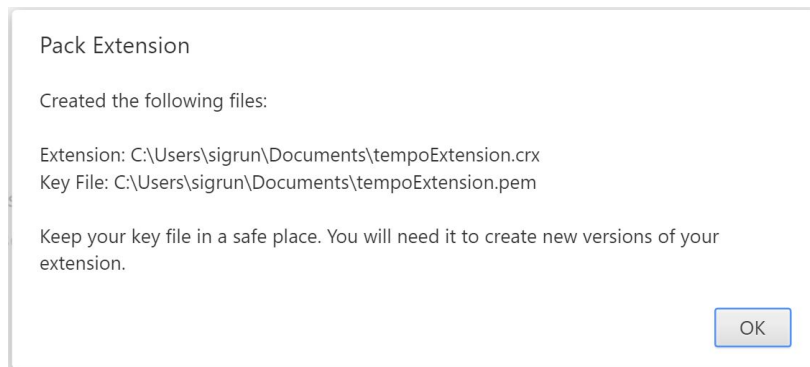 Pack Extension
Created the following files:
Extension: C:\Users\sigrun\Documents\tempoExtension.crx
Key File: C:\Users\sigrun\Documents\tempoExtension.pem
Keep your key file in a safe place. You will need it to create new versions of your
extension.
OK